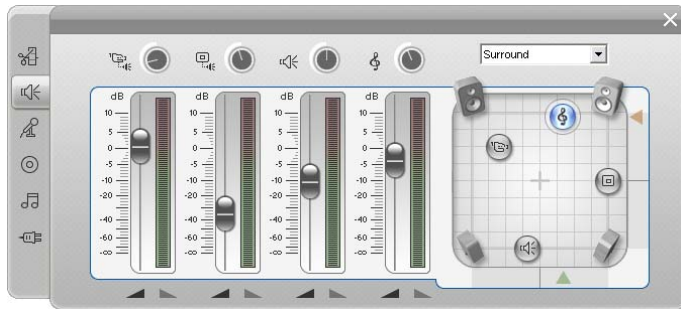 Surround
dB dB dB dB
10 10 10 10
5 5 5 5
0 0 0 0
-5 -5 -5 -5
-10 -10 -10 -10
-20 -20 -20 -20
-40 -40 -40 -40
-60 -60 -60 -60
-∞ -∞ -∞ -∞